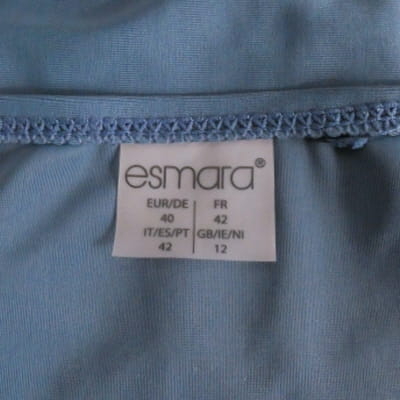 esmara®
EUR/DE | FR
40 | 42
IT/ES/PT | GB/IE/NI
42 | 12